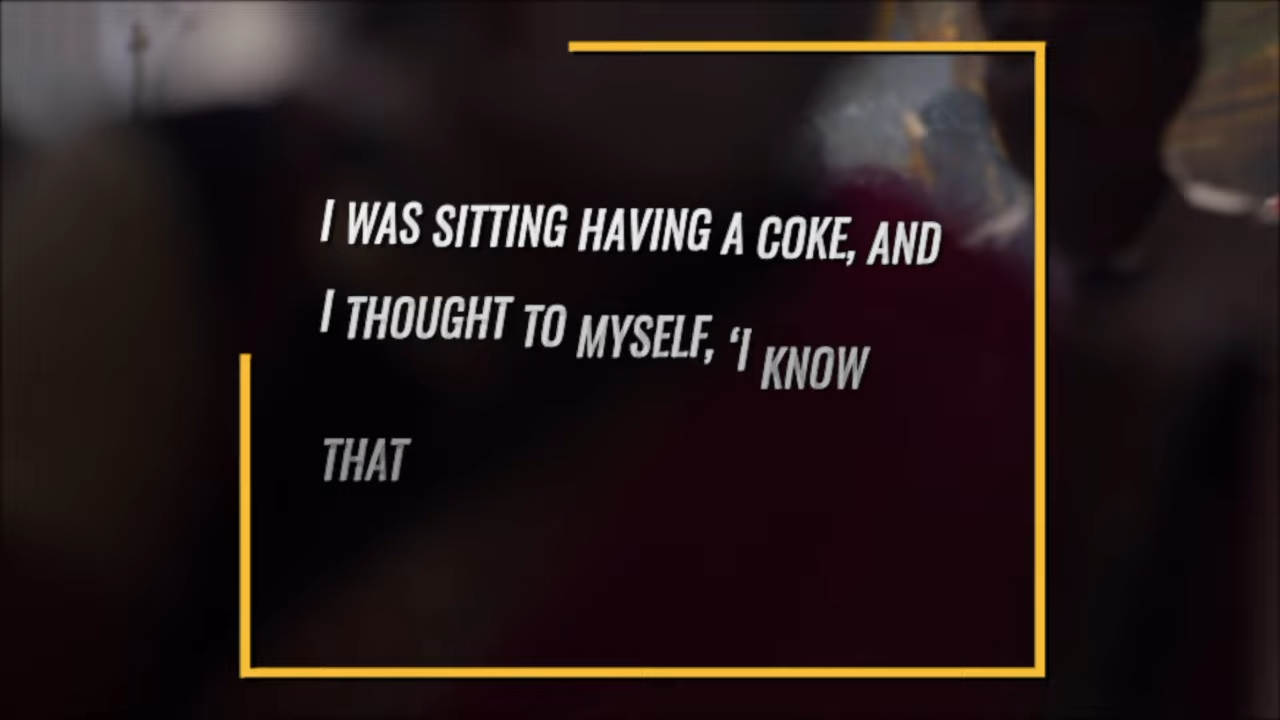 I WAS SITTING HAVING A COKE, AND
I THOUGHT TO MYSELF, ‘I KNOW
THAT